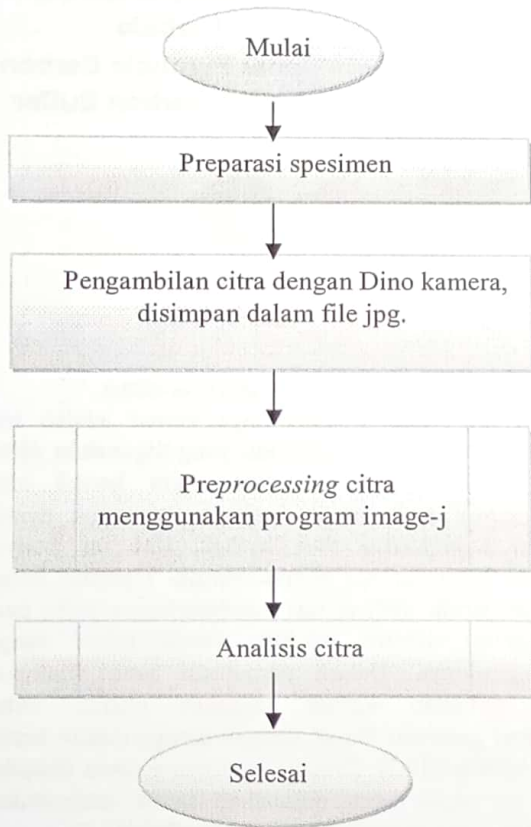 Mulai
Preparasi spesimen
Pengambilan citra dengan Dino kamera,
disimpan dalam file jpg.
Preprocessing citra
menggunakan program image-j
Analisis citra
Selesai